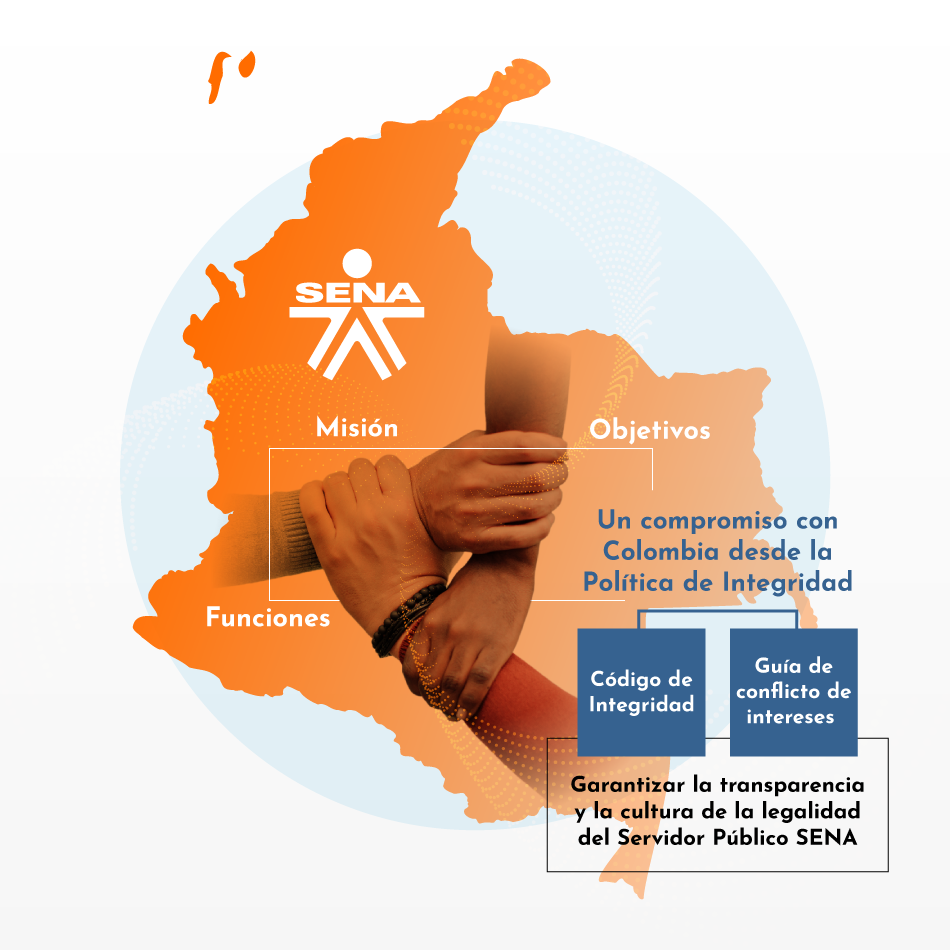 SENA
Misión
Objetivos
Funciones
Un compromiso con
Colombia desde la
Política de Integridad
Código de
Integridad
Guía de
conflicto de
intereses
Garantizar la transparencia
y la cultura de la legalidad
del Servidor Público SENA